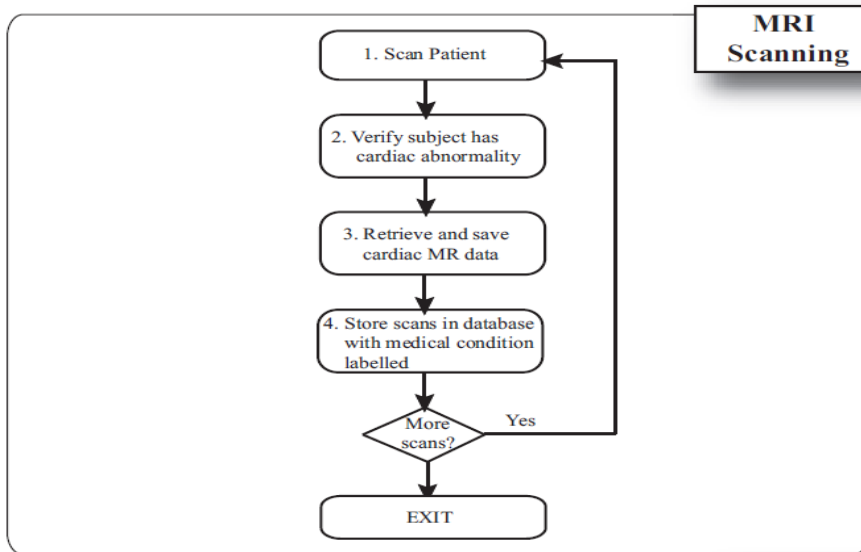 MRI
Scanning
1. Scan Patient
2. Verify subject has
cardiac abnormality
3. Retrieve and save
cardiac MR data
4. Store scans in database
with medical condition
labelled
More
scans?
Yes
EXIT